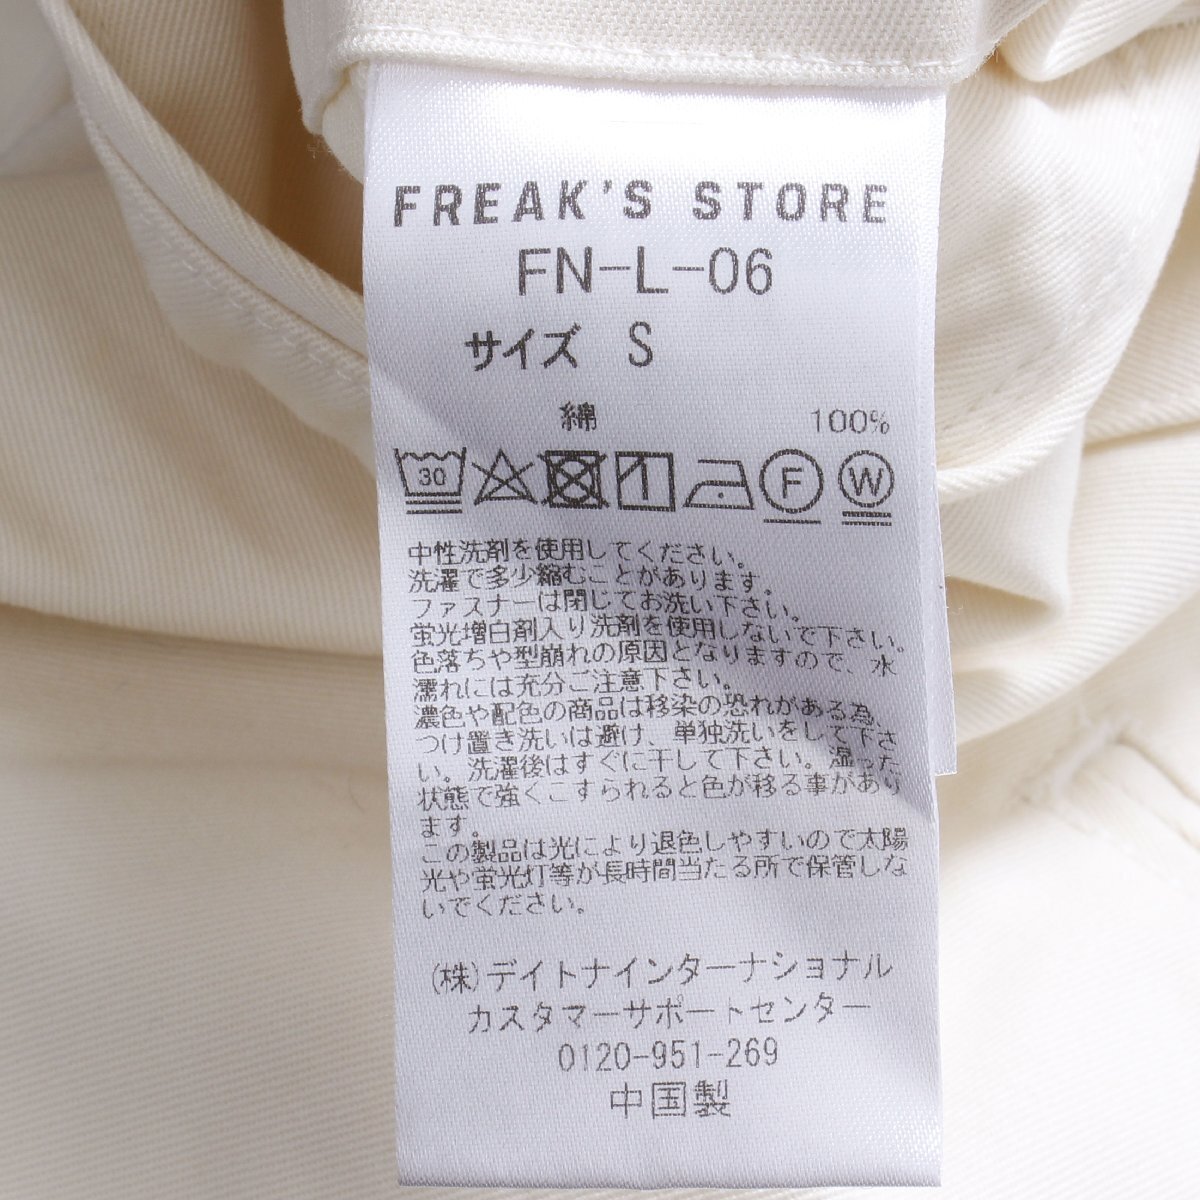 FREAK'S STORE
FN-L-06
サイズ S
綿 100%
30 F W
中性洗剤を使用してください。
洗濯で多少縮むことがあります。
ファスナーは閉じてお洗い下さい。
蛍光増白剤入り洗剤を使用しないで下さい。
色落ちや型崩れの原因となりますので、水
濡れには充分ご注意下さい。
濃色や配色の商品は移染の恐れがある為、
つけ置き洗いは避け、単独洗いをして下さ
い。洗濯後はすぐに干して下さい。湿った
状態で強くこすられると色が移る事があり
ます。
この製品は光により退色しやすいので太陽
光や蛍光灯等が長時間当たる所で保管しな
いでください。
(株)デイトナインターナショナル
カスタマーサポートセンター
0120-951-269
中国製